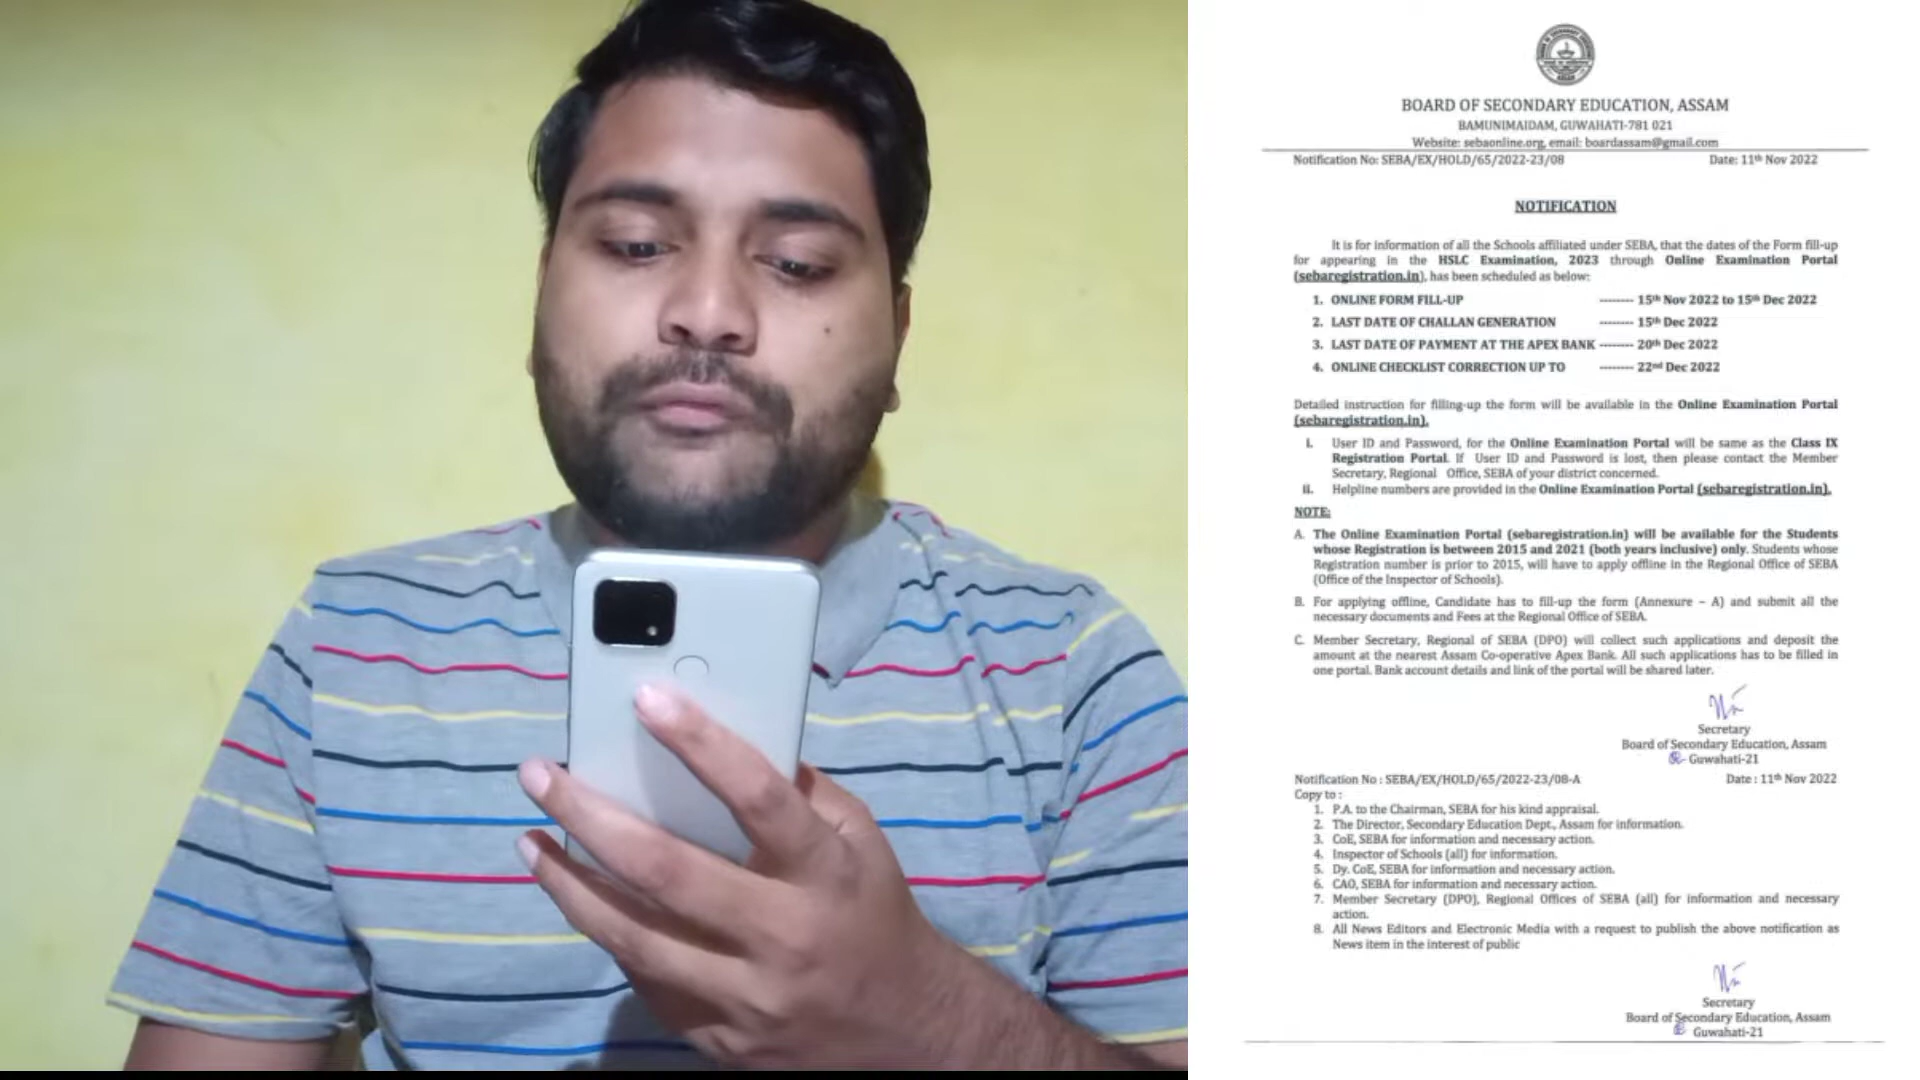 BOARD OF SECONDARY EDUCATION, ASSAM
BAMUNIMAIDAM, GUWAHATI-781 021
Website: sebaonline.org, email: boardassam@gmail.com
Notification No: SEBA/EX/HOLD/65/2022-23/08 Date: 11th Nov 2022
NOTIFICATION
It is for information of all the Schools affiliated under SEBA, that the dates of the Form fill-up
for appearing in the HSLC Examination, 2023 through Online Examination Portal
(sebaregistration.in), has been scheduled as below:
1. ONLINE FORM FILL-UP -------- 15th Nov 2022 to 15th Dec 2022
2. LAST DATE OF CHALLAN GENERATION -------- 15th Dec 2022
3. LAST DATE OF PAYMENT AT THE APEX BANK -------- 20th Dec 2022
4. ONLINE CHECKLIST CORRECTION UP TO -------- 22nd Dec 2022
Detailed instruction for filling-up the form will be available in the Online Examination Portal
(sebaregistration.in).
i. User ID and Password, for the Online Examination Portal will be same as the Class IX
Registration Portal. If User ID and Password is lost, then please contact the Member
Secretary, Regional Office, SEBA of your district concerned.
ii. Helpline numbers are provided in the Online Examination Portal (sebaregistration.in).
NOTE:
A. The Online Examination Portal (sebaregistration.in) will be available for the Students
whose Registration is between 2015 and 2021 (both years inclusive) only. Students whose
Registration number is prior to 2015, will have to apply offline in the Regional Office of SEBA
(Office of the Inspector of Schools).
B. For applying offline, Candidate has to fill-up the form (Annexure – A) and submit all the
necessary documents and Fees at the Regional Office of SEBA.
C. Member Secretary, Regional of SEBA (DPO) will collect such applications and deposit the
amount at the nearest Assam Co-operative Apex Bank. All such applications has to be filled in
one portal. Bank account details and link of the portal will be shared later.
Secretary
Board of Secondary Education, Assam
Guwahati-21
Notification No : SEBA/EX/HOLD/65/2022-23/08-A Date : 11th Nov 2022
Copy to :
1. P.A. to the Chairman, SEBA for his kind appraisal.
2. The Director, Secondary Education Dept., Assam for information.
3. CoE, SEBA for information and necessary action.
4. Inspector of Schools (all) for information.
5. Dy. CoE, SEBA for information and necessary action.
6. CAO, SEBA for information and necessary action.
7. Member Secretary (DPO), Regional Offices of SEBA (all) for information and necessary
action.
8. All News Editors and Electronic Media with a request to publish the above notification as
News item in the interest of public
Secretary
Board of Secondary Education, Assam
Guwahati-21